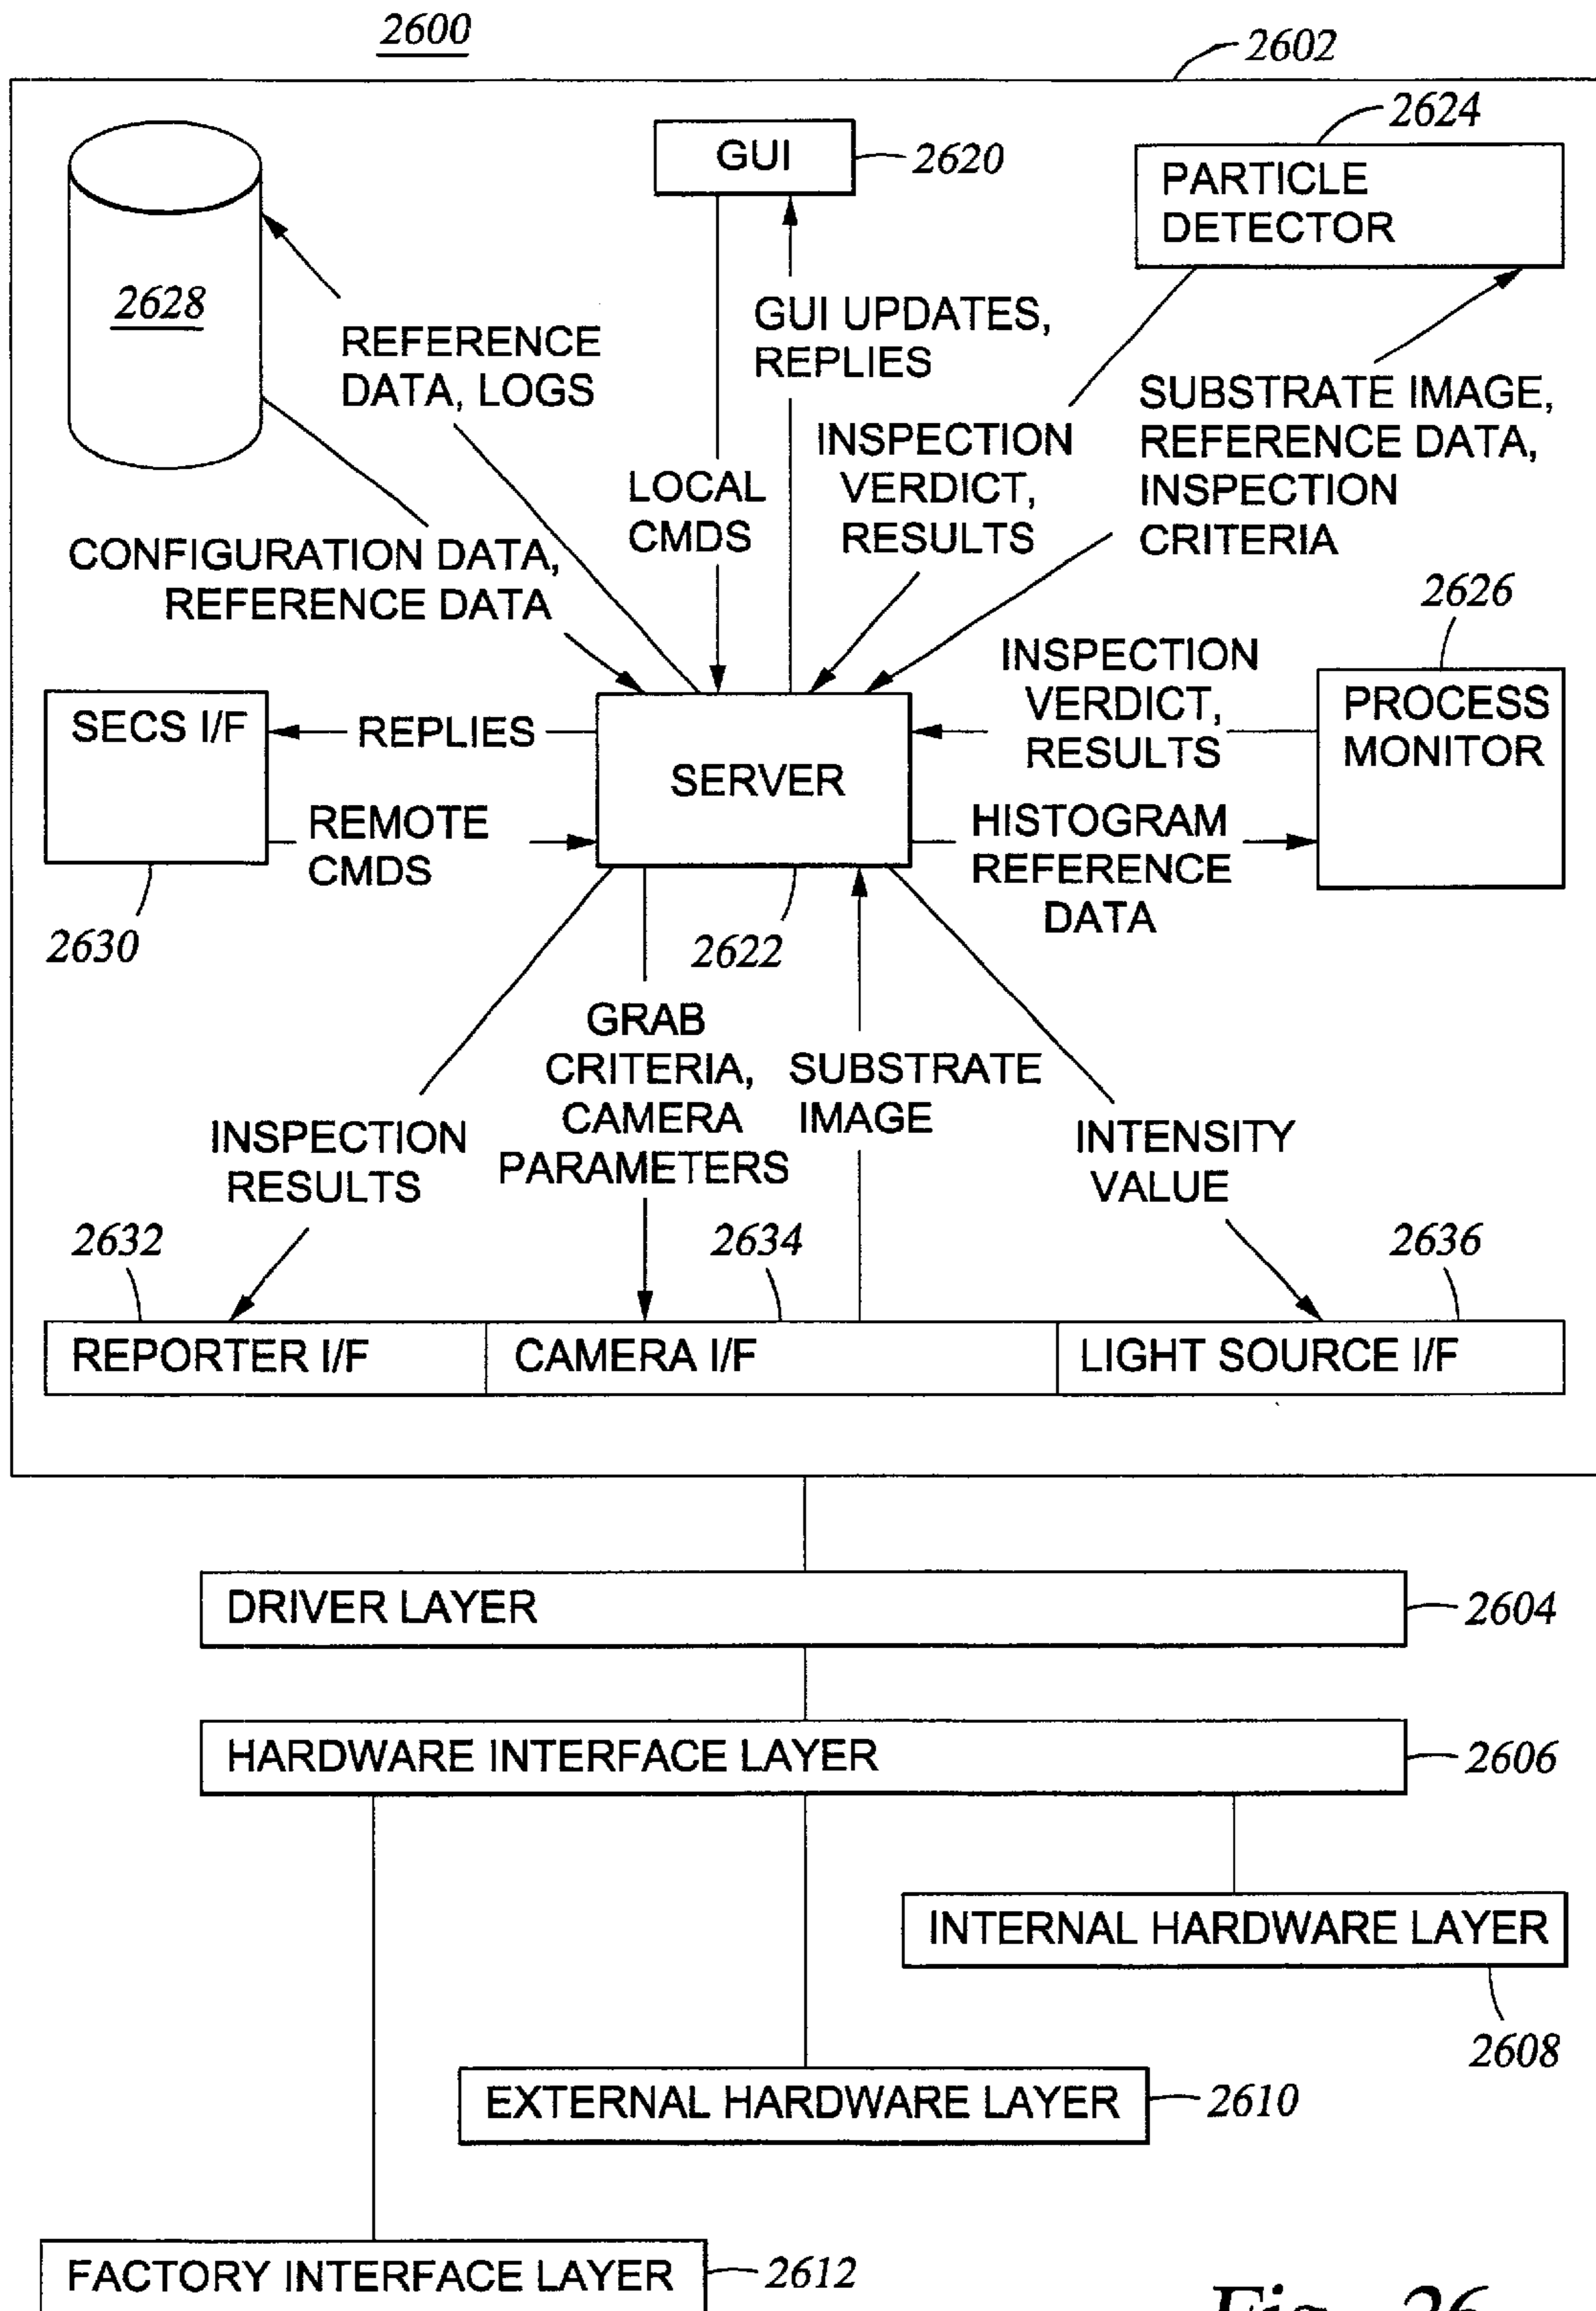 2600
2602
2624
GUI
2620
PARTICLE
DETECTOR
2628
REFERENCE
DATA, LOGS
GUI UPDATES,
REPLIES
LOCAL
CMDS
INSPECTION
VERDICT,
RESULTS
SUBSTRATE IMAGE,
REFERENCE DATA,
INSPECTION
CRITERIA
CONFIGURATION DATA,
REFERENCE DATA
2626
SECS I/F
REPLIES
SERVER
INSPECTION
VERDICT,
RESULTS
PROCESS
MONITOR
REMOTE
CMDS
HISTOGRAM
REFERENCE
DATA
2630
2622
GRAB
CRITERIA,
CAMERA
PARAMETERS
SUBSTRATE
IMAGE
INSPECTION
RESULTS
INTENSITY
VALUE
2632
2634
2636
REPORTER I/F
CAMERA I/F
LIGHT SOURCE I/F
DRIVER LAYER
2604
HARDWARE INTERFACE LAYER
2606
INTERNAL HARDWARE LAYER
2608
EXTERNAL HARDWARE LAYER
2610
FACTORY INTERFACE LAYER
2612
Fig. 26